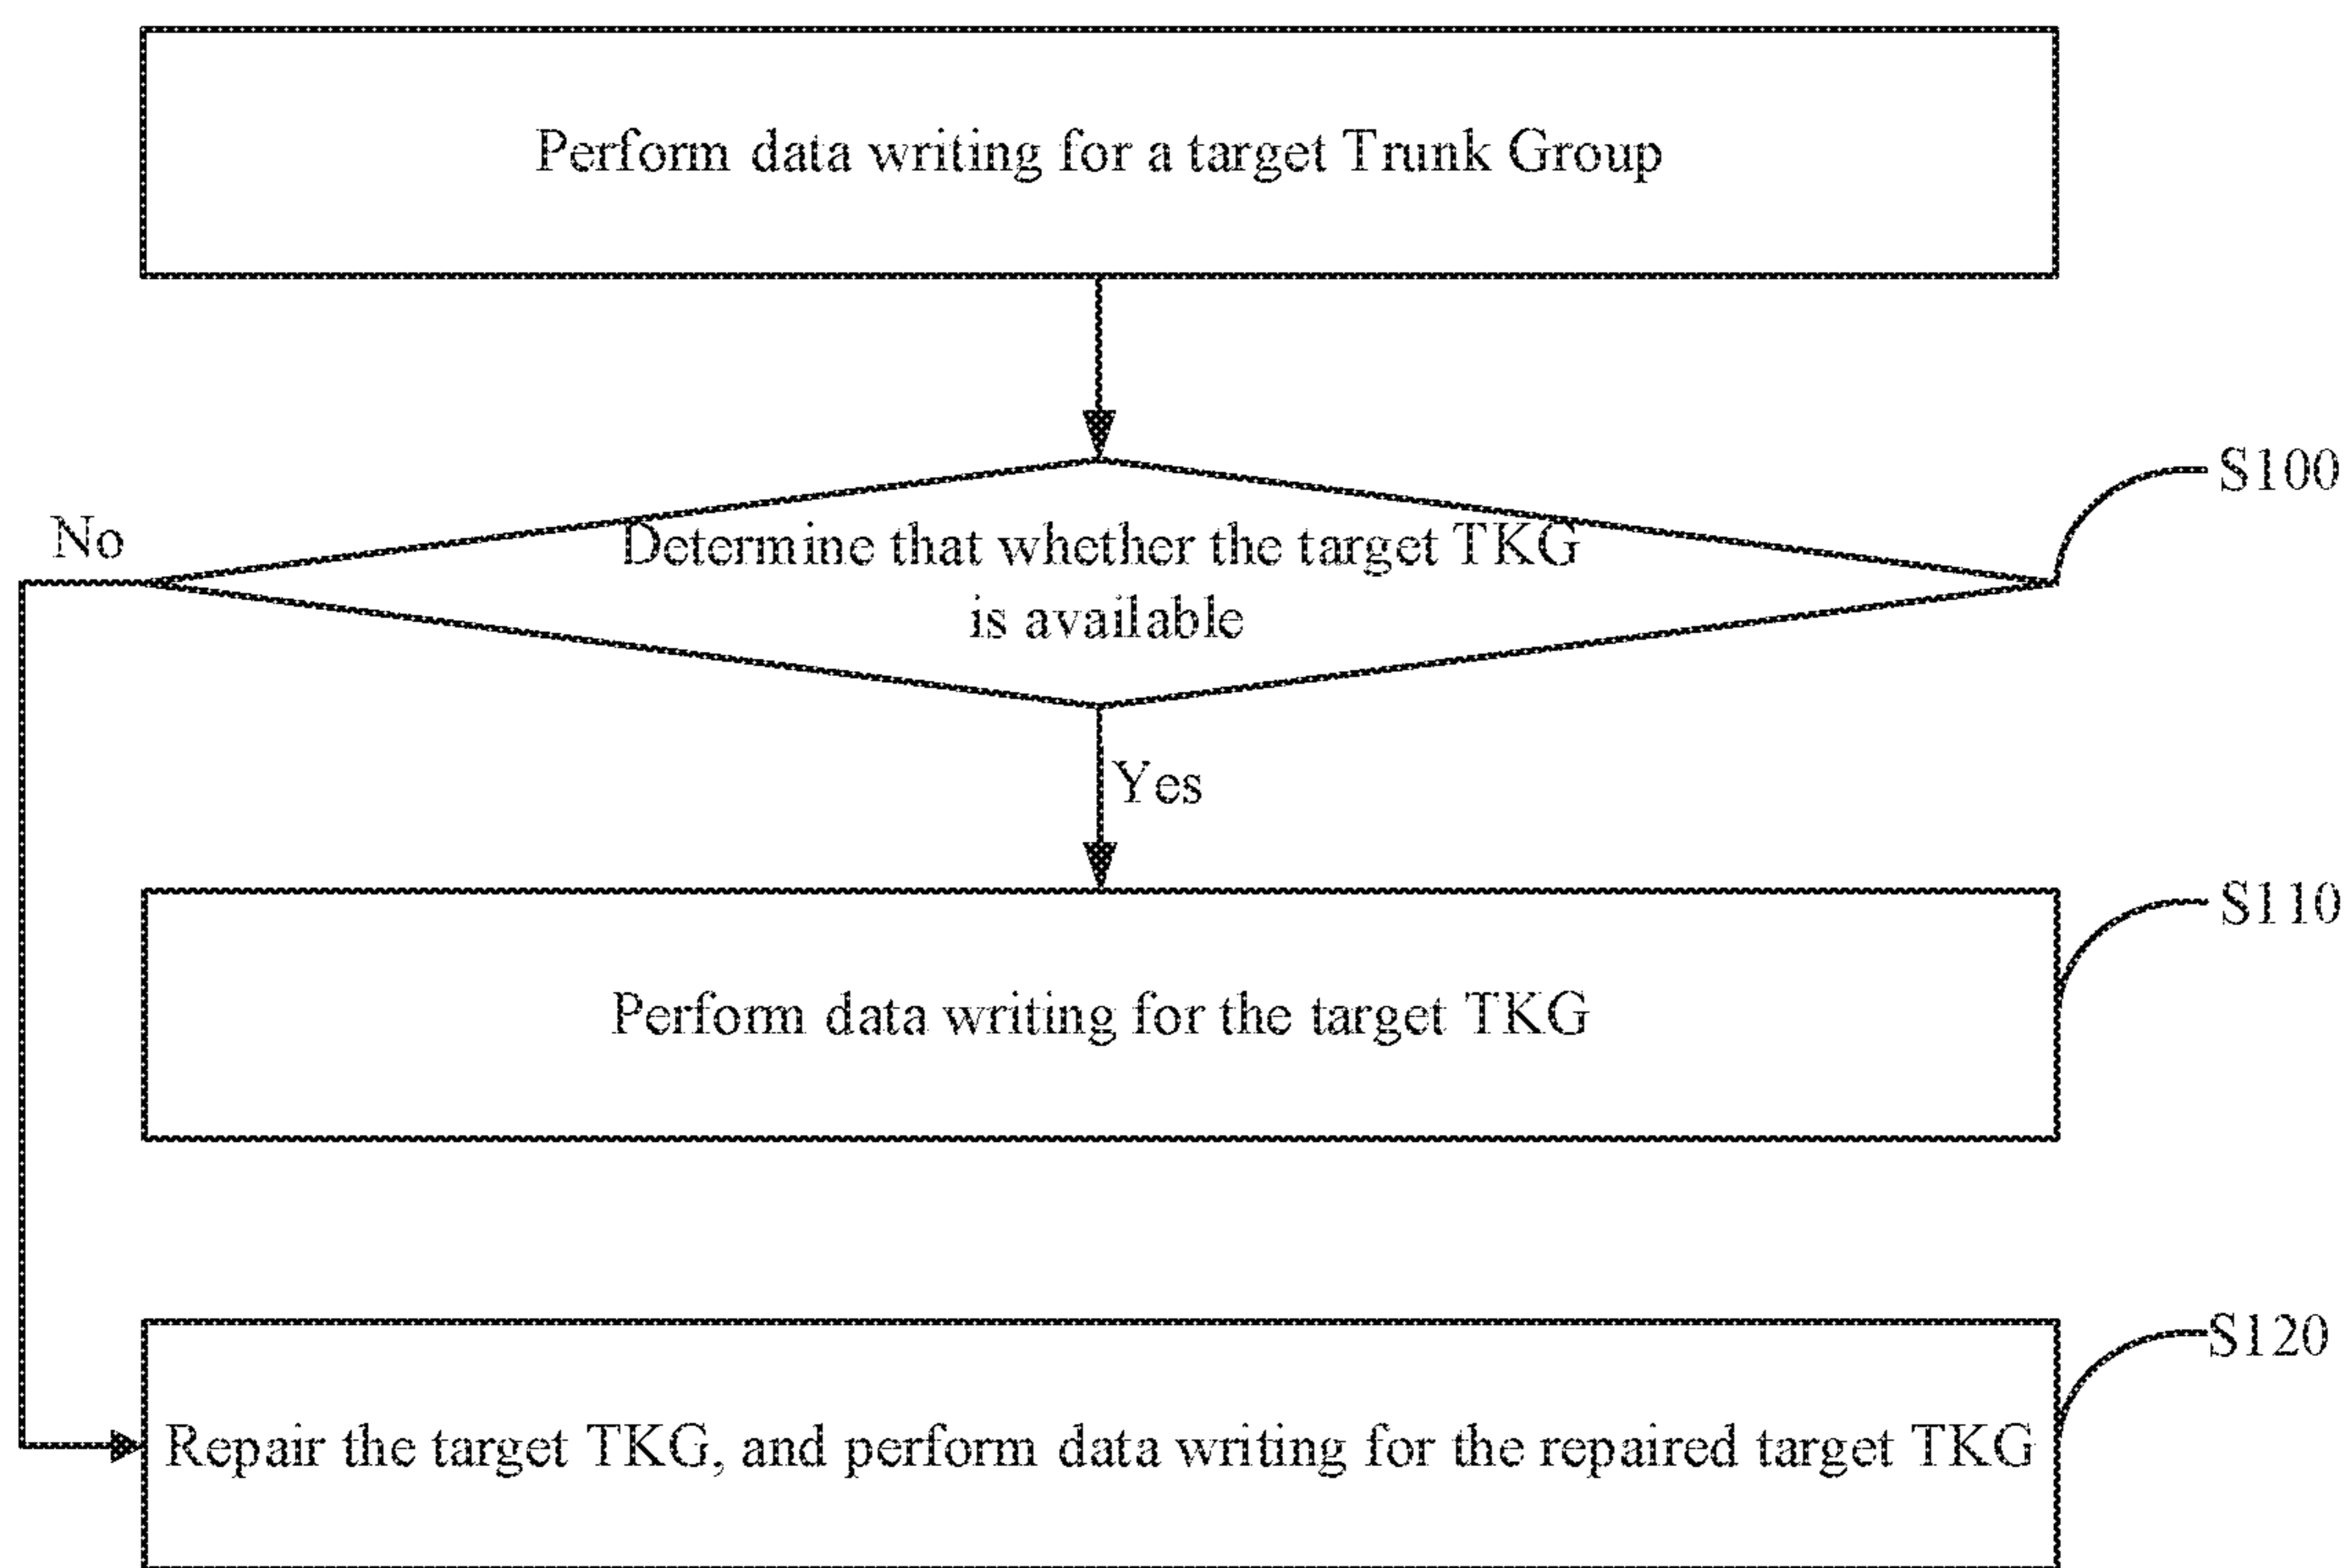 Perform data writing for a target Trunk Group
S100
No
Determine that whether the target TKG
is available
Yes
S110
Perform data writing for the target TKG
S120
Repair the target TKG, and perform data writing for the repaired target TKG